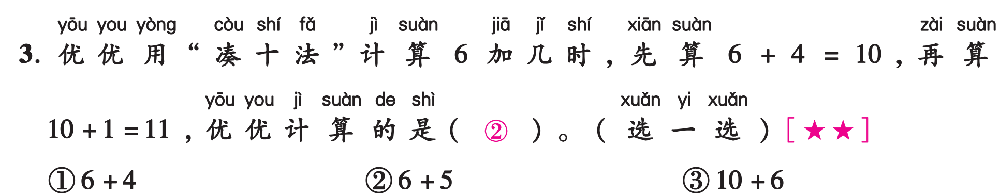 yōu you yòng còu shí fǎ jì suàn jiā jǐ shí xiān suàn zài suàn
3. 优优用“凑十法”计算 6 加几时，先算 6 + 4 = 10，再算
yōu you jì suàn de shì xuǎn yi xuǎn
10 + 1 = 11，优优计算的是( ② )。(选一选)[★★]
①6 + 4 ②6 + 5 ③10 + 6